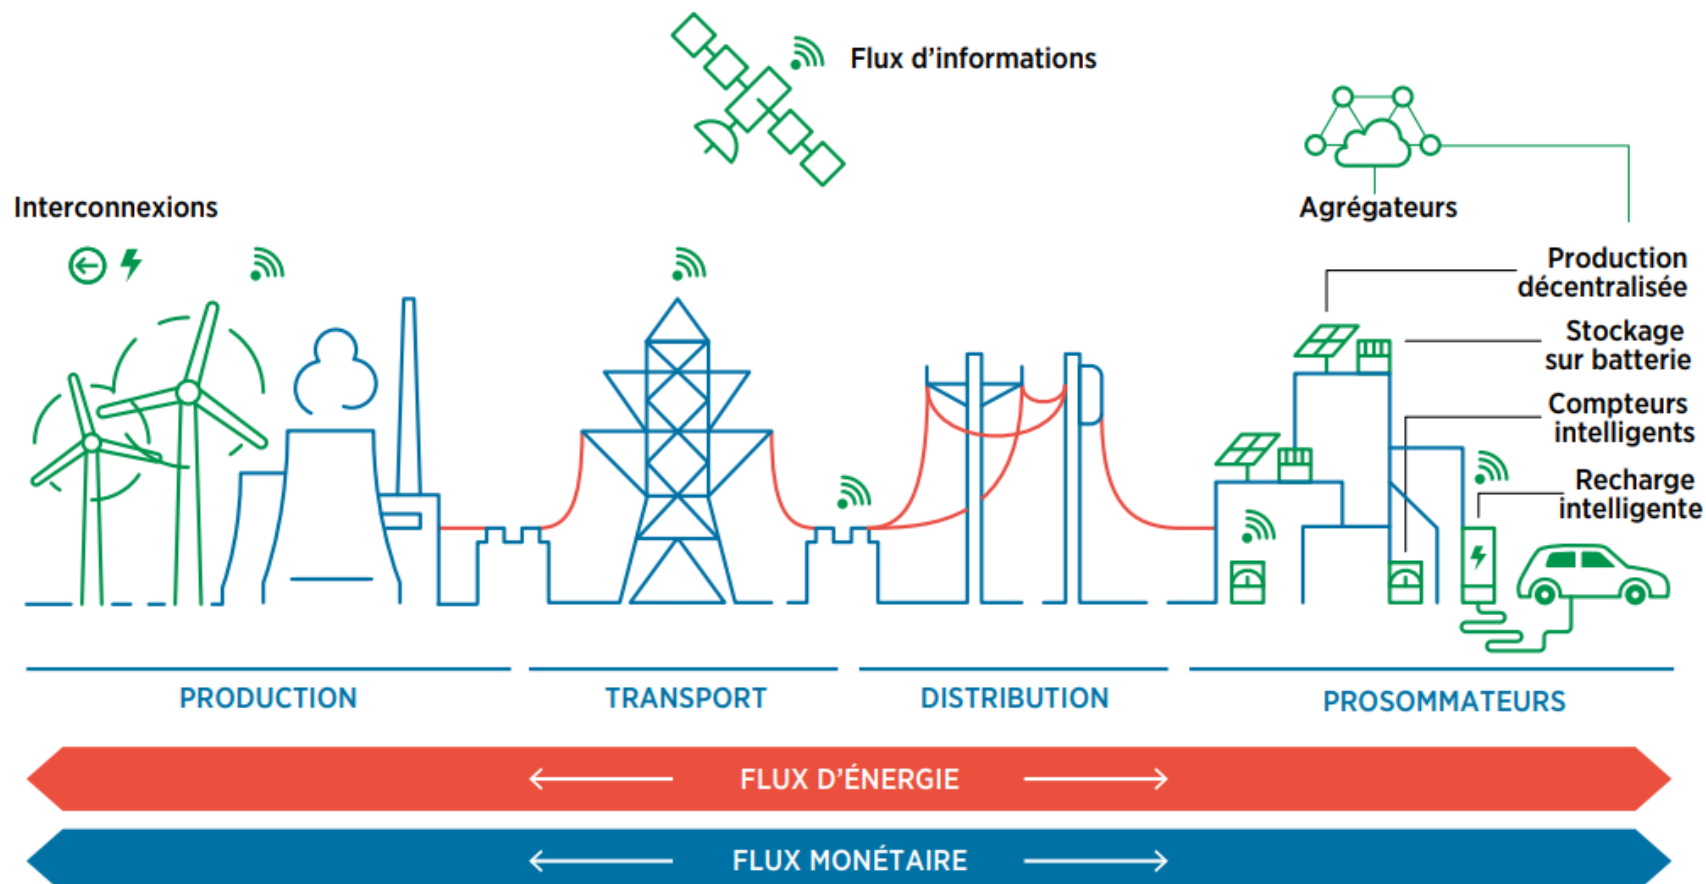 Flux d'informations
Interconnexions
Agrégateurs
Production
décentralisée
Stockage
sur batterie
Compteurs
intelligents
Recharge
intelligente
PRODUCTION
TRANSPORT
DISTRIBUTION
PROSOMMATEURS
FLUX D'ÉNERGIE
FLUX MONÉTAIRE